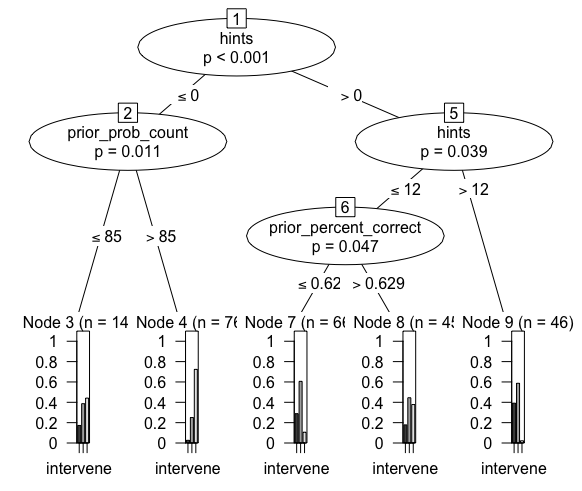 1
hints
p < 0.001
≤ 0
> 0
2
prior_prob_count
p = 0.011
5
hints
p = 0.039
≤ 12
> 12
6
prior_percent_correct
p = 0.047
≤ 85
> 85
≤ 0.62
> 0.629
Node 3 (n = 14
Node 4 (n = 76
Node 7 (n = 66
Node 8 (n = 45
Node 9 (n = 46)
1
0.8
0.6
0.4
0.2
0
1
0.8
0.6
0.4
0.2
0
1
0.8
0.6
0.4
0.2
0
1
0.8
0.6
0.4
0.2
0
1
0.8
0.6
0.4
0.2
0
intervene
intervene
intervene
intervene
intervene